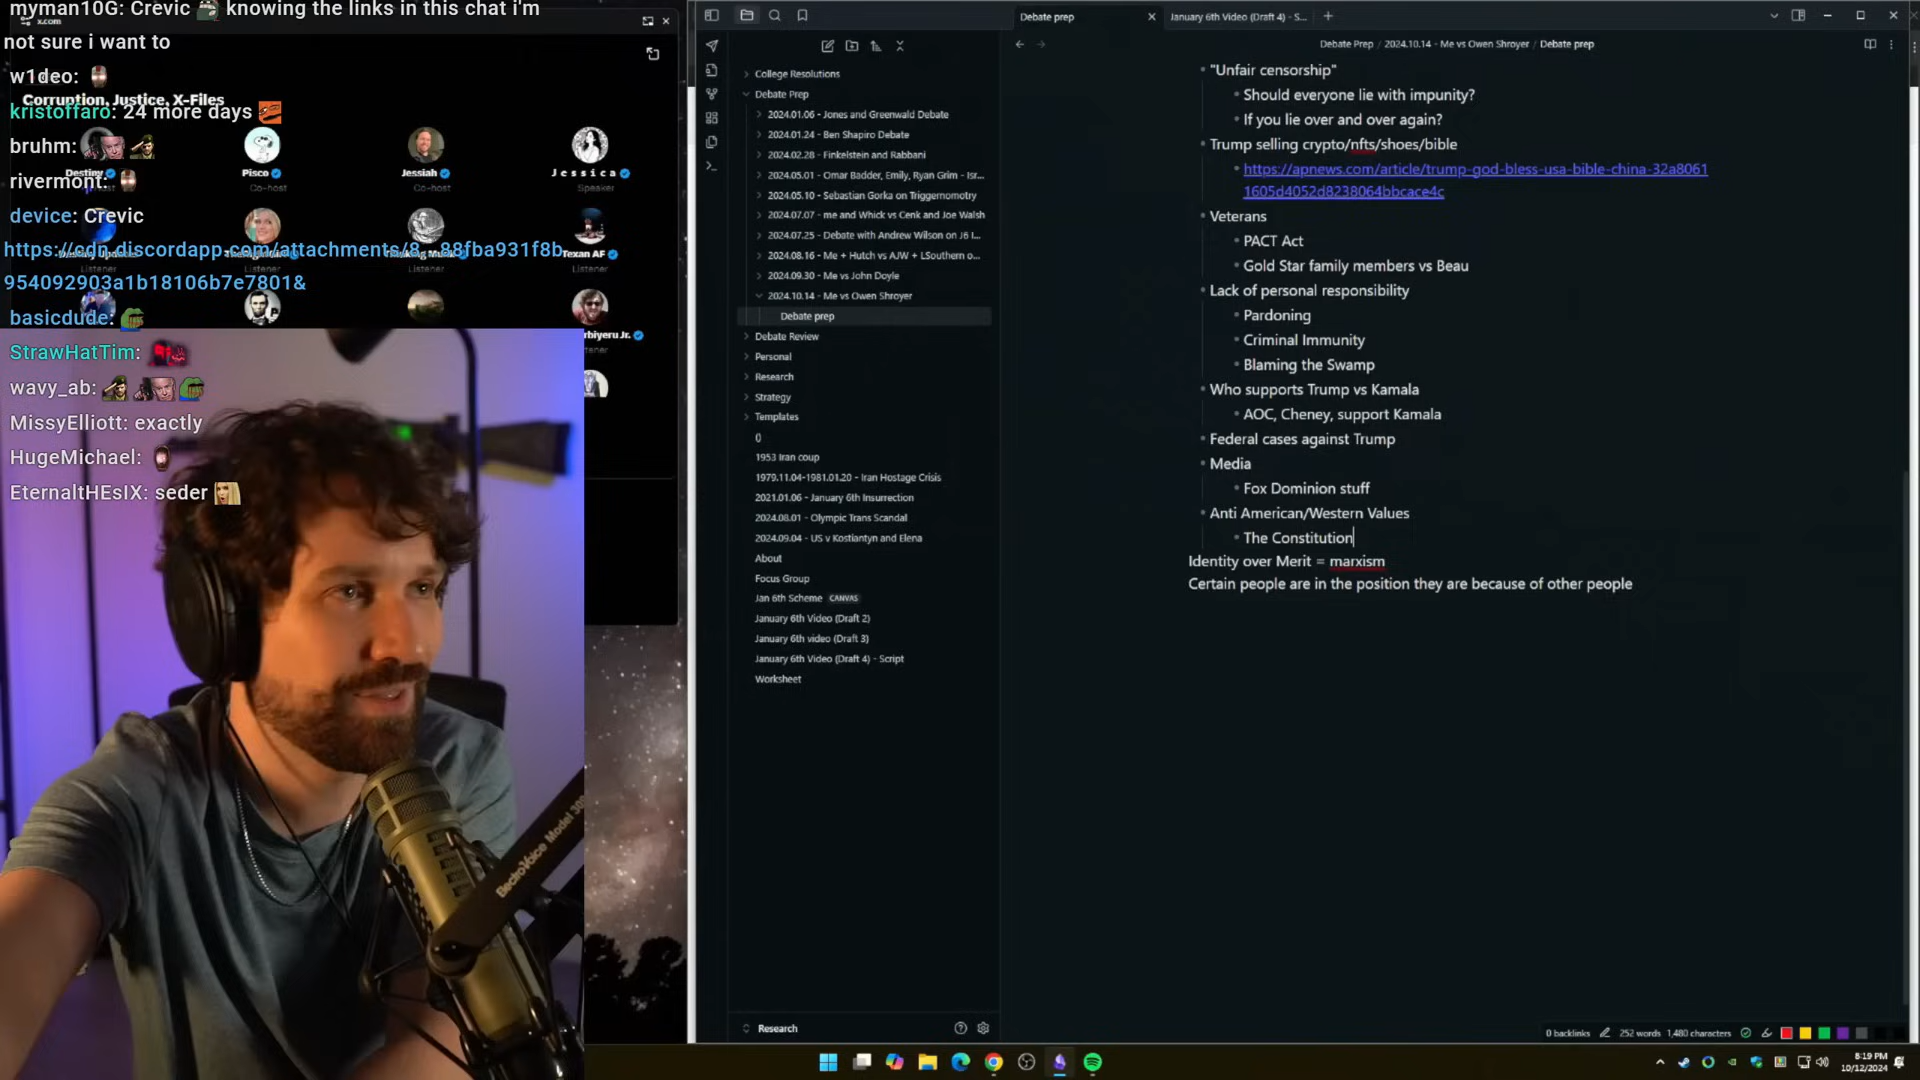 myman10G: Crevic knowing the links in this chat i'm
not sure i want to
w1deo:
kristoffaro: 24 more days
bruhm:
rivermont:
device: Crevic
https://cdn.discordapp.com/attachments/8...88fba931f8b
954092903a1b18106b7e7801&
basicdude:
StrawHatTim:
wavy_ab:
MissyElliott: exactly
HugeMichael:
EternaltHEsIX: seder
x.com
Corruption, Justice, X-Files
Destiny
Pisco
Jessiah
J e s s i c a
Co-host
Co-host
Speaker
Texan AF
Listener
Listener
Listener
Listener
rbiyeru Jr.
ElectroVoice Model 309
Debate prep
January 6th Video (Draft 4) - S...
Debate Prep / 2024.10.14 - Me vs Owen Shroyer / Debate prep
College Resolutions
Debate Prep
2024.01.06 - Jones and Greenwald Debate
2024.01.24 - Ben Shapiro Debate
2024.02.28 - Finkelstein and Rabbani
2024.05.01 - Omar Badder, Emily, Ryan Grim - Isr...
2024.05.10 - Sebastian Gorka on Triggernomotry
2024.07.07 - me and Whick vs Cenk and Joe Walsh
2024.07.25 - Debate with Andrew Wilson on J6 I...
2024.08.16 - Me + Hutch vs AJW + LSouthern o...
2024.09.30 - Me vs John Doyle
2024.10.14 - Me vs Owen Shroyer
Debate prep
Debate Review
Personal
Research
Strategy
Templates
()
1953 Iran coup
1979.11.04-1981.01.20 - Iran Hostage Crisis
2021.01.06 - January 6th Insurrection
2024.08.01 - Olympic Trans Scandal
2024.09.04 - US v Kostiantyn and Elena
About
Focus Group
Jan 6th Scheme CANVAS
January 6th Video (Draft 2)
January 6th video (Draft 3)
January 6th Video (Draft 4) - Script
Worksheet
Research
"Unfair censorship"
Should everyone lie with impunity?
If you lie over and over again?
Trump selling crypto/nfts/shoes/bible
https://apnews.com/article/trump-god-bless-usa-bible-china-32a8061
1605d4052d8238064bbcace4c
Veterans
PACT Act
Gold Star family members vs Beau
Lack of personal responsibility
Pardoning
Criminal Immunity
Blaming the Swamp
Who supports Trump vs Kamala
AOC, Cheney, support Kamala
Federal cases against Trump
Media
Fox Dominion stuff
Anti American/Western Values
The Constitution
Identity over Merit = marxism
Certain people are in the position they are because of other people
0 backlinks
252 words
1,480 characters
8:19 PM
10/12/2024